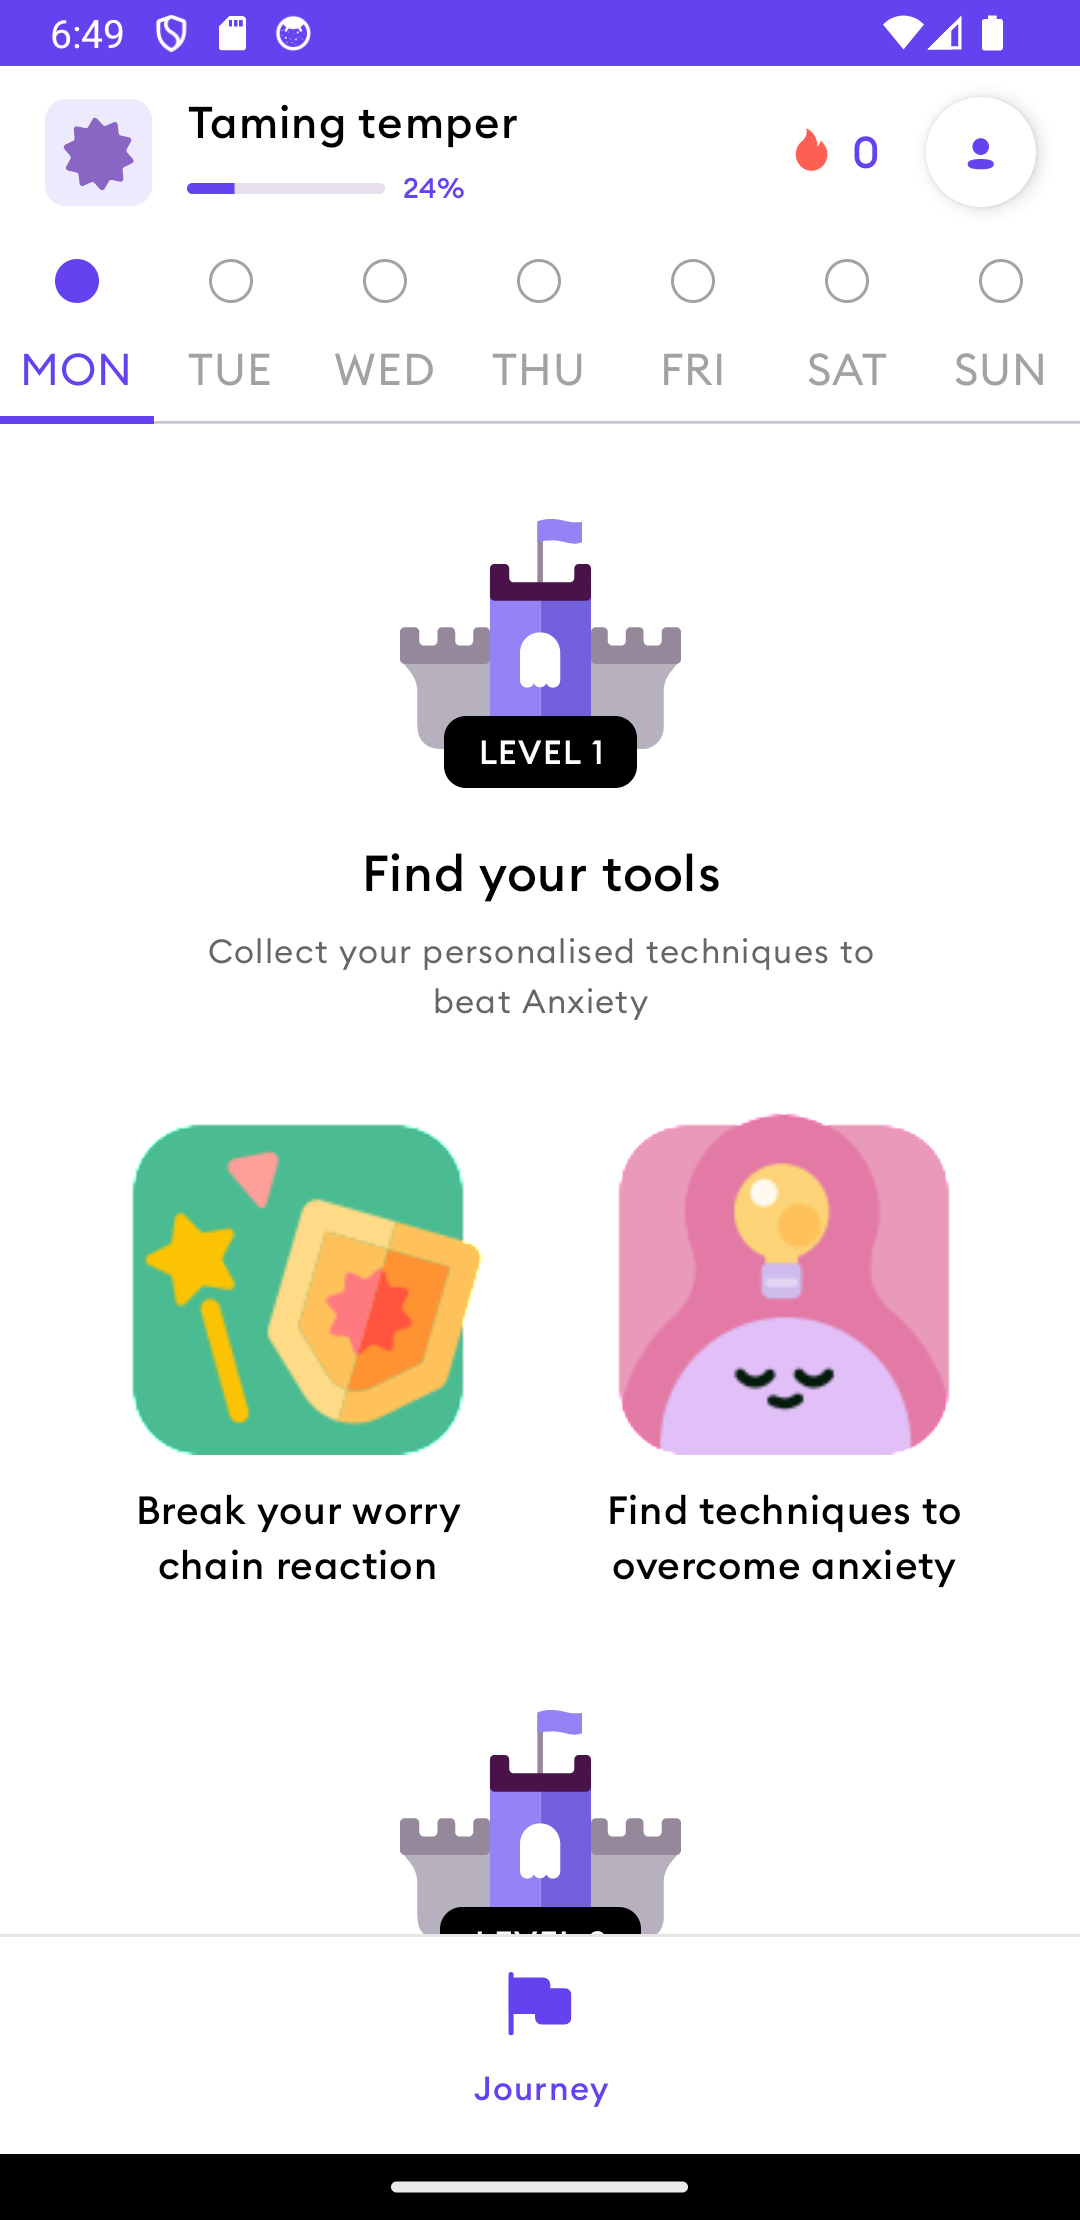 6:49
Taming temper
24%
0
MON TUE WED THU FRI SAT SUN
LEVEL 1
Find your tools
Collect your personalised techniques to
beat Anxiety
Break your worry
chain reaction
Find techniques to
overcome anxiety
LEVEL
Journey